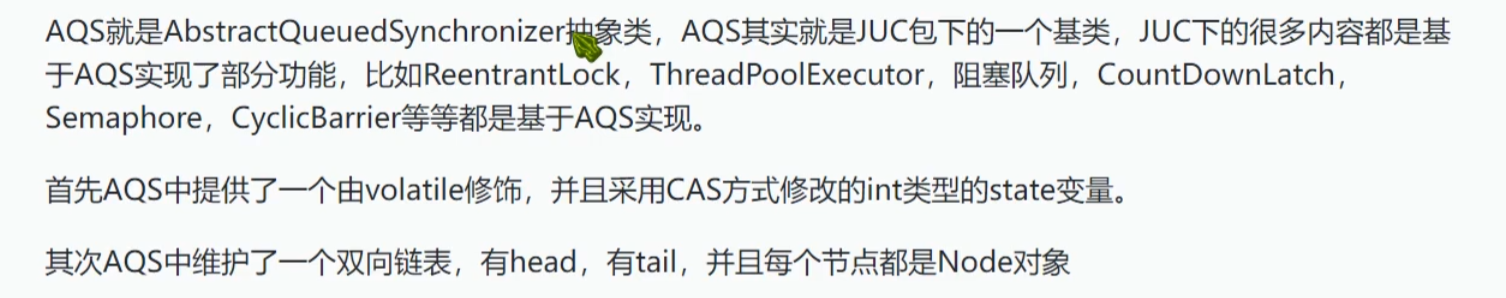 AQS就是AbstractQueuedSynchronizer抽象类，AQS其实就是JUC包下的一个基类，JUC下的很多内容都是基
于AQS实现了部分功能，比如ReentrantLock，ThreadPoolExecutor，阻塞队列，CountDownLatch，
Semaphore，CyclicBarrier等等都是基于AQS实现。
首先AQS中提供了一个由volatile修饰，并且采用CAS方式修改的int类型的state变量。
其次AQS中维护了一个双向链表，有head，有tail，并且每个节点都是Node对象